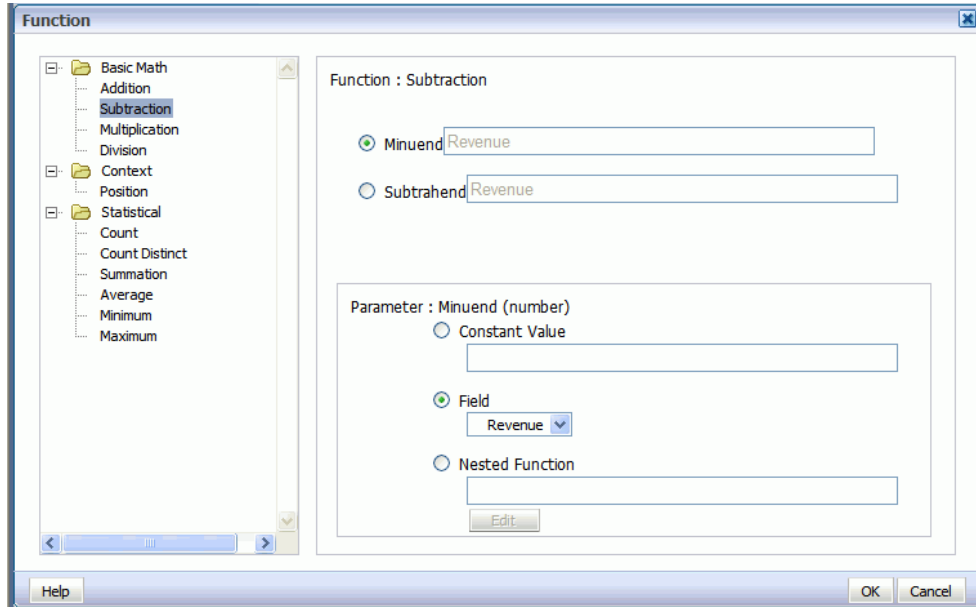 Function
Basic Math
Addition
Subtraction
Multiplication
Division
Context
Position
Statistical
Count
Count Distinct
Summation
Average
Minimum
Maximum
Function : Subtraction
Minuend Revenue
Subtrahend Revenue
Parameter : Minuend (number)
Constant Value
Field
Revenue
Nested Function
Edit
Help OK Cancel